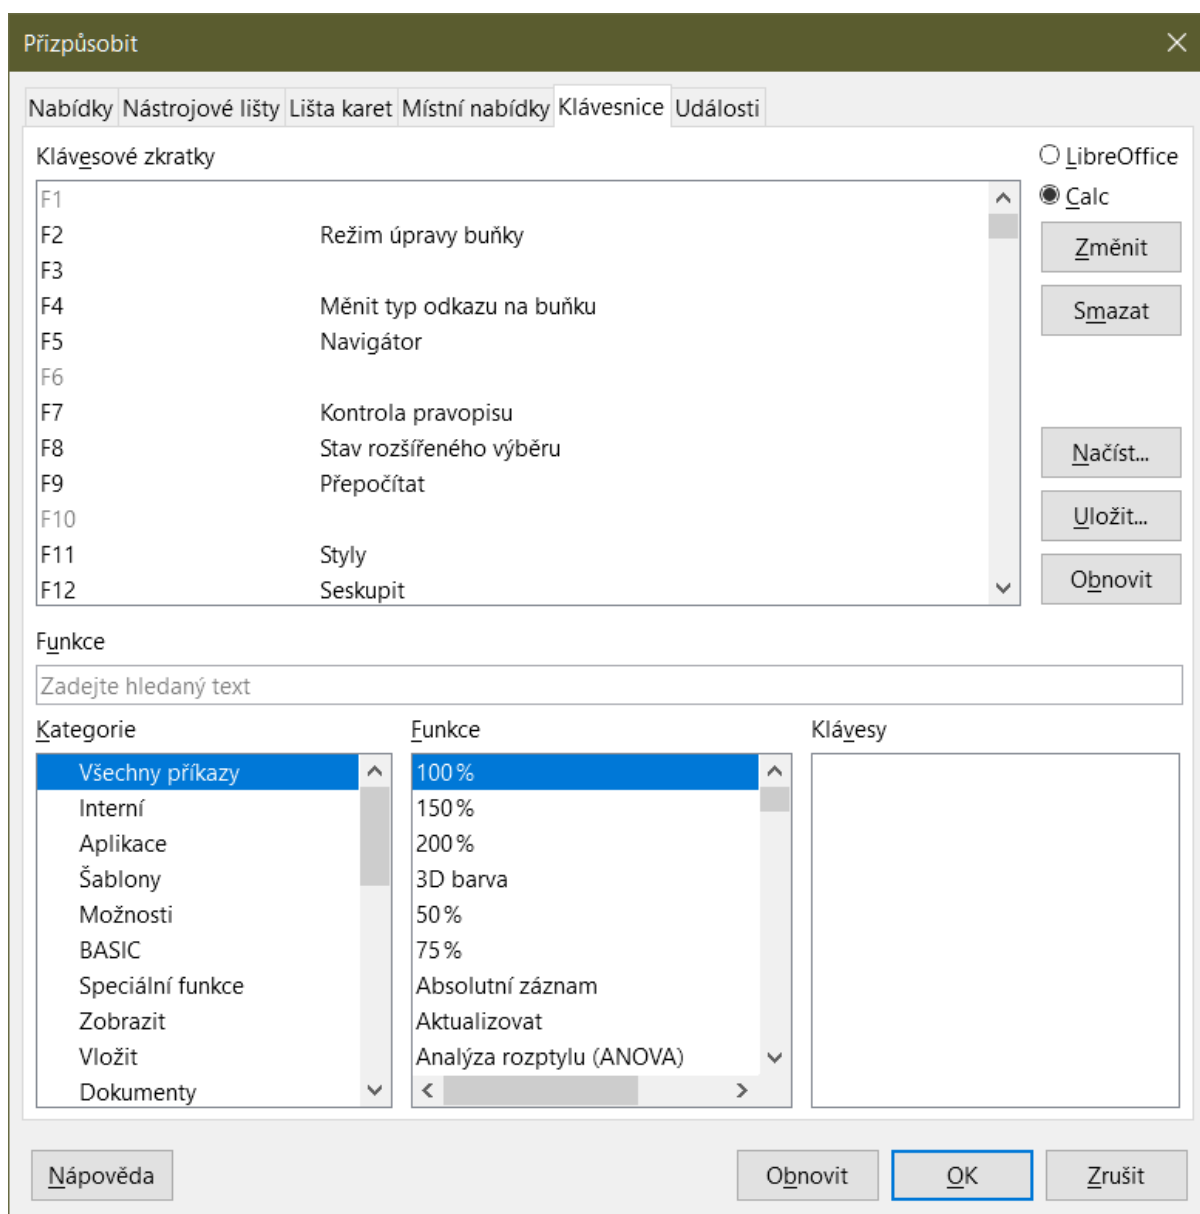 Přizpůsobit
Nabídky Nástrojové lišty Lišta karet Místní nabídky Klávesnice Události
Klávesové zkratky
LibreOffice
Calc
F1
F2 Režim úpravy buňky
F3
F4 Měnit typ odkazu na buňku
F5 Navigátor
F6
F7 Kontrola pravopisu
F8 Stav rozšířeného výběru
F9 Přepočítat
F10
F11 Styly
F12 Seskupit
Změnit
Smazat
Načíst...
Uložit...
Obnovit
Funkce
Zadejte hledaný text
Kategorie
Všechny příkazy
Interní
Aplikace
Šablony
Možnosti
BASIC
Speciální funkce
Zobrazit
Vložit
Dokumenty
Funkce
100 %
150 %
200 %
3D barva
50 %
75 %
Absolutní záznam
Aktualizovat
Analýza rozptylu (ANOVA)
Klávesy
Nápověda
Obnovit
OK
Zrušit